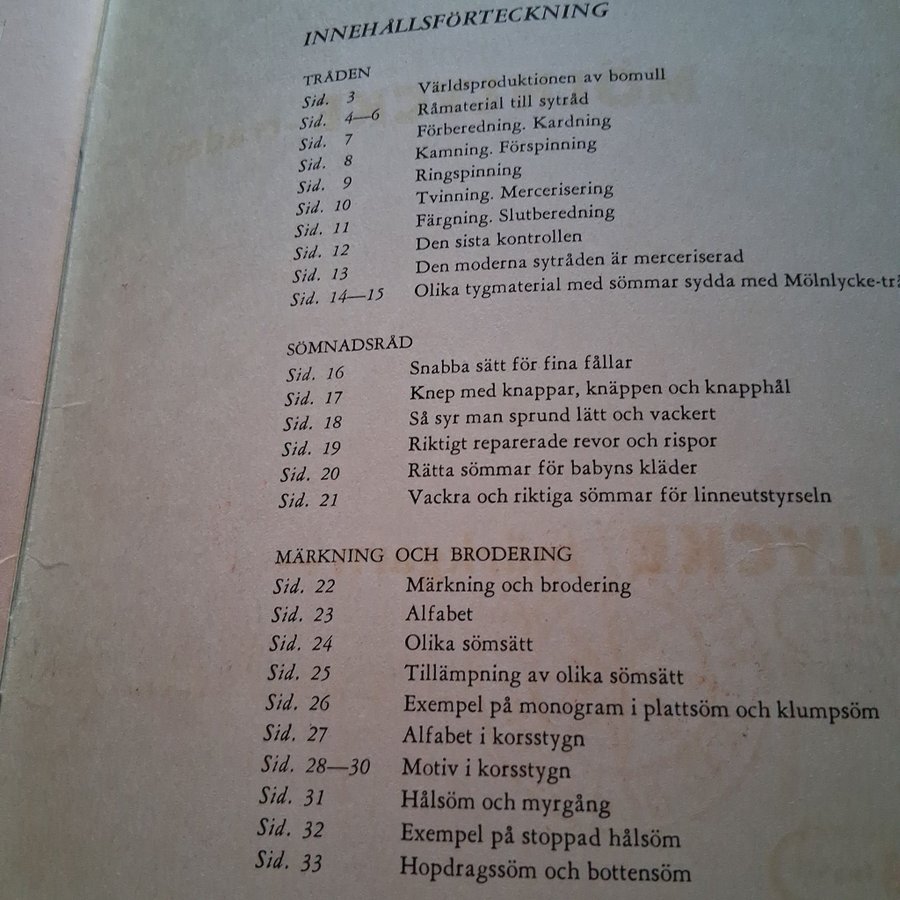 INNEHÅLLSFÖRTECKNING
TRÅDEN
Sid. 3 Världsproduktionen av bomull
Sid. 4—6 Råmaterial till sytråd
Sid. 7 Förberedning. Kardning
Sid. 8 Kamning. Förspinning
Sid. 9 Ringspinning
Sid. 10 Tvinning. Mercerisering
Sid. 11 Färgning. Slutberedning
Sid. 12 Den sista kontrollen
Sid. 13 Den moderna sytråden är merceriserad
Sid. 14—15 Olika tygmaterial med sömmar sydda med
SÖMNADSRÅD
Sid. 16 Snabba sätt för fina fållar
Sid. 17 Knep med knappar, knäppen och knapphål
Sid. 18 Så syr man sprund lätt och vackert
Sid. 19 Riktigt reparerade revor och rispor
Sid. 20 Rätta sömmar för babyns kläder
Sid. 21 Vackra och riktiga sömmar för linneutstyrseln
MÄRKNING OCH BRODERING
Sid. 22 Märkning och brodering
Sid. 23 Alfabet
Sid. 24 Olika sömsätt
Sid. 25 Tillämpning av olika sömsätt
Sid. 26 Exempel på monogram i plattsöm och klumpsöm
Sid. 27 Alfabet i korsstygn
Sid. 28—30 Motiv i korsstygn
Sid. 31 Hålsöm och myrgång
Sid. 32 Exempel på stoppad hålsöm
Sid. 33 Hopdragssöm och bottensöm